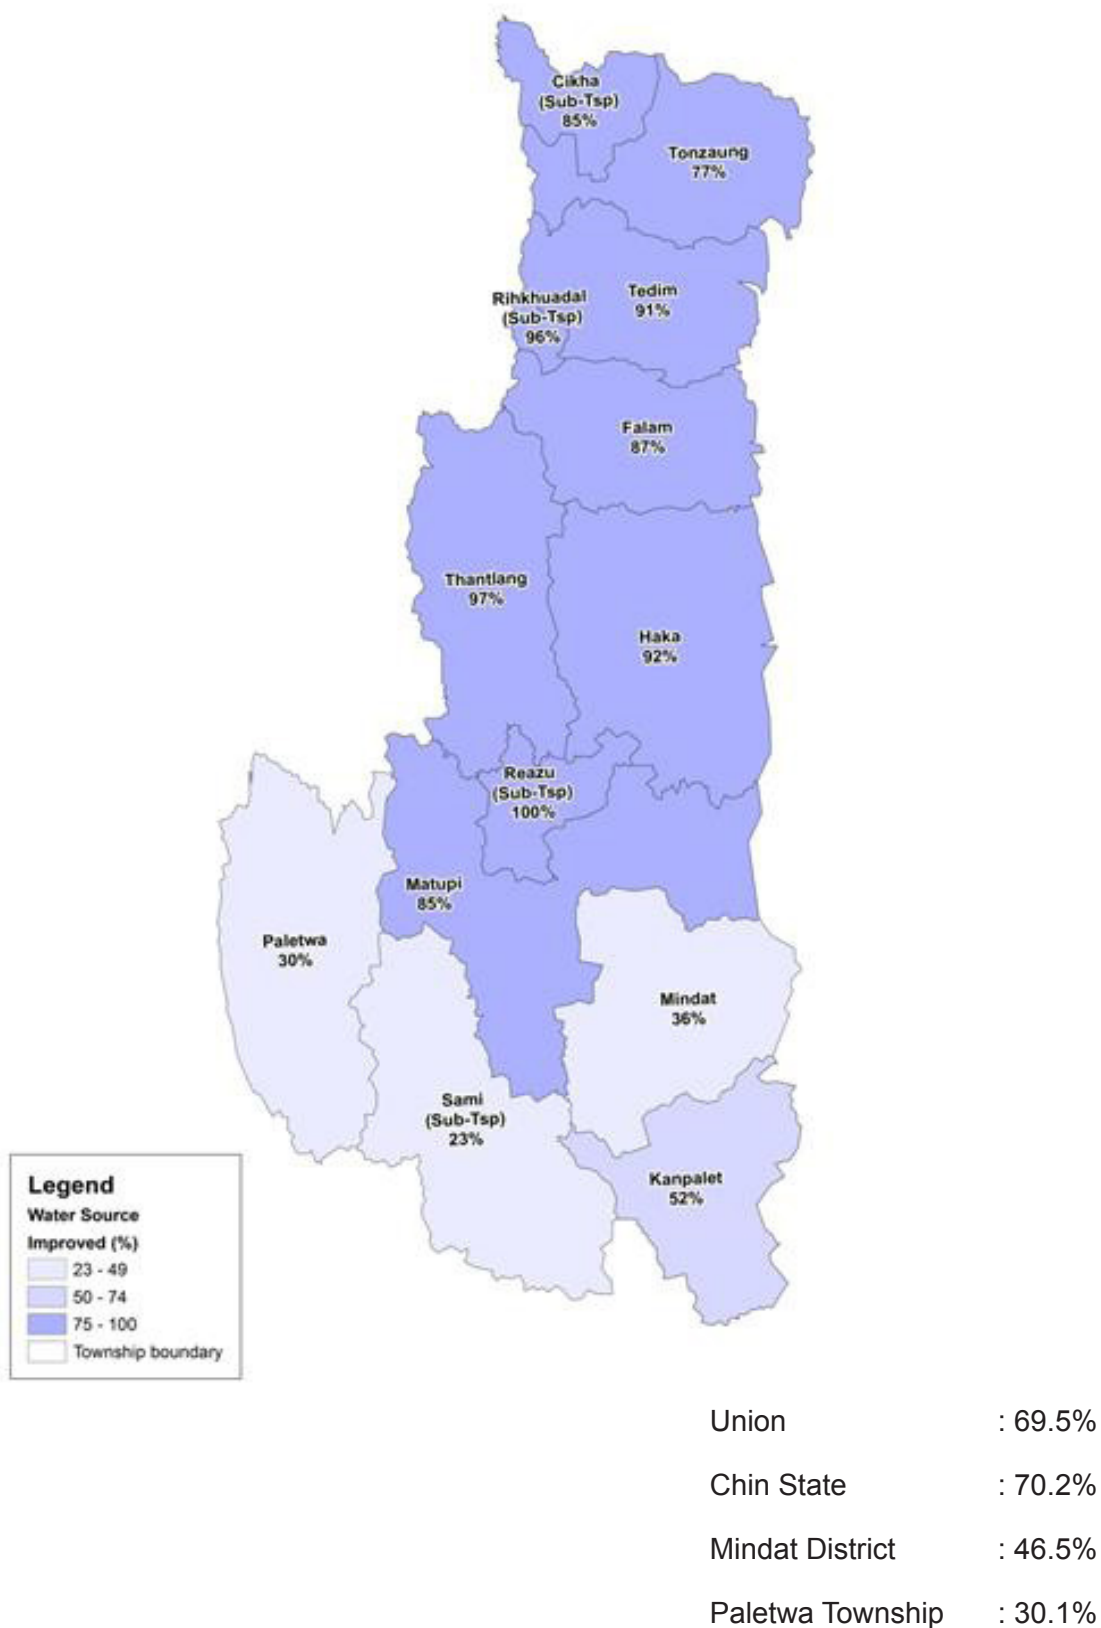 Cikha
(Sub-Tsp)
85%
Tonzaung
77%
Rihkhuadal
(Sub-Tsp)
96%
Tedim
91%
Falam
87%
Thantlang
97%
Haka
92%
Reazu
(Sub-Tsp)
100%
Matupi
85%
Paletwa
30%
Mindat
36%
Sami
(Sub-Tsp)
23%
Kanpalet
52%
Legend
Water Source
Improved (%)
23 - 49
50 - 74
75 - 100
Township boundary
Union : 69.5%
Chin State : 70.2%
Mindat District : 46.5%
Paletwa Township : 30.1%